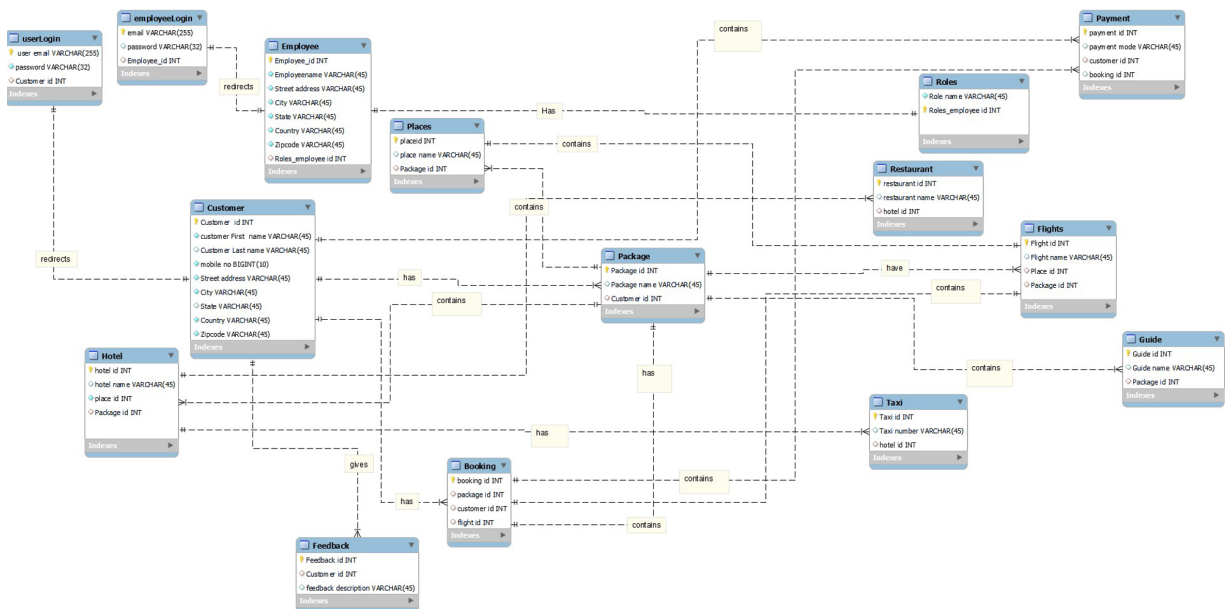 userLogin
user email VARCHAR(255)
password VARCHAR(32)
Customer id INT
Indexes
employeeLogin
email VARCHAR(255)
password VARCHAR(32)
Employee_id INT
Indexes
redirects
Employee
Employee_id INT
Employeename VARCHAR(45)
Street address VARCHAR(45)
City VARCHAR(45)
State VARCHAR(45)
Country VARCHAR(45)
Zipcode VARCHAR(45)
Roles_employee id INT
Indexes
Places
placeid INT
place name VARCHAR(45)
Package id INT
Indexes
Has
contains
contains
Payment
payment id INT
payment mode VARCHAR(45)
customer id INT
booking id INT
Indexes
Roles
Role name VARCHAR(45)
Roles_employee id INT
Indexes
Restaurant
restaurant id INT
restaurant name VARCHAR(45)
hotel id INT
Indexes
contains
Customer
Customer id INT
customer First name VARCHAR(45)
Customer Last name VARCHAR(45)
mobile no BIGINT(10)
Street address VARCHAR(45)
City VARCHAR(45)
State VARCHAR(45)
Country VARCHAR(45)
Zipcode VARCHAR(45)
Indexes
redirects
has
contains
Package
Package id INT
Package name VARCHAR(45)
Customer id INT
Indexes
have
contains
Flights
Flight id INT
Flight name VARCHAR(45)
Place id INT
Package id INT
Indexes
Hotel
hotel id INT
hotel name VARCHAR(45)
place id INT
Package id INT
Indexes
has
contains
Guide
Guide id INT
Guide name VARCHAR(45)
Package id INT
Indexes
Taxi
Taxi id INT
Taxi number VARCHAR(45)
hotel id INT
Indexes
has
gives
has
Booking
booking id INT
package id INT
customer id INT
flight id INT
Indexes
contains
contains
Feedback
Feedback id INT
Customer id INT
feedback description VARCHAR(45)
Indexes